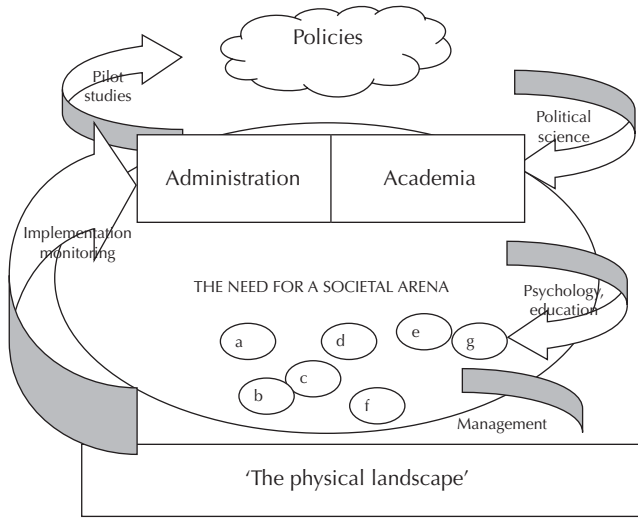 Policies
Pilot
studies
Political
science
Administration
Academia
Implementation
monitoring
THE NEED FOR A SOCIETAL ARENA
Psychology,
education
a
d
e
g
b
c
f
Management
‘The physical landscape’